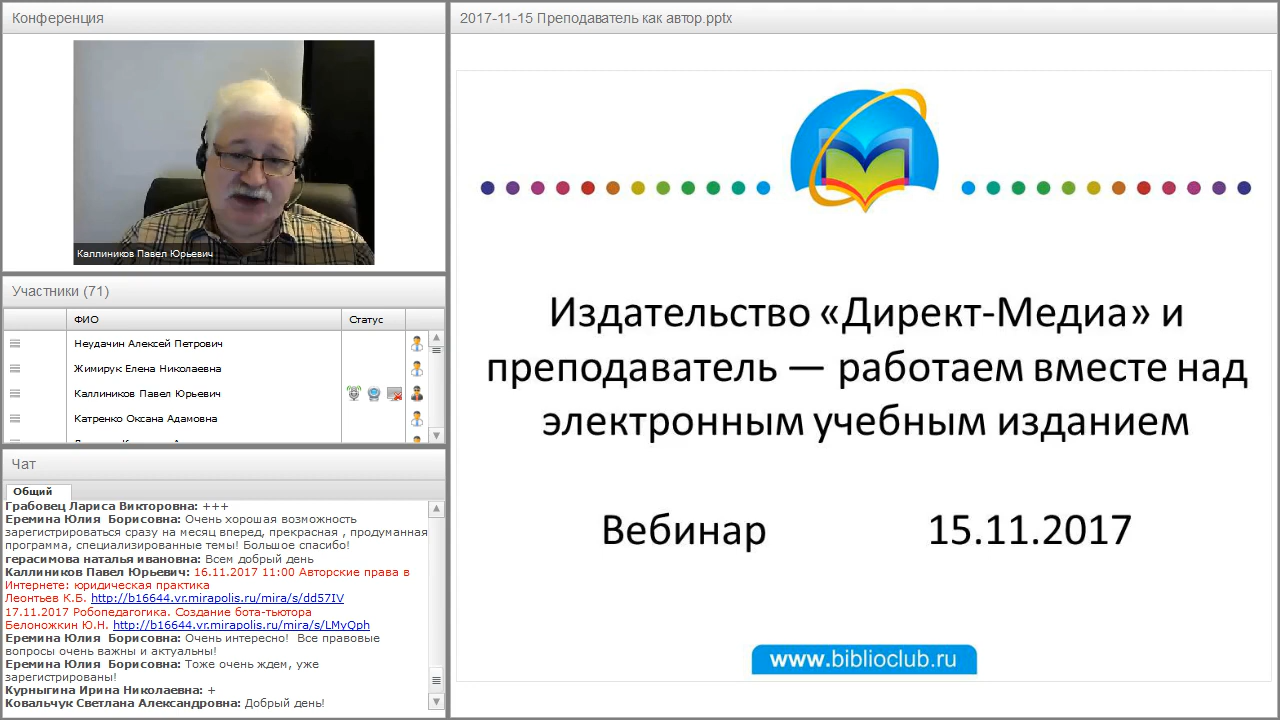 Конференция
Каллиников Павел Юрьевич
Участники (71)
ФИО
Статус
Неудачин Алексей Петрович
Жимирук Елена Николаевна
Каллиников Павел Юрьевич
Катренко Оксана Адамовна
Чат
Общий
Грабовец Лариса Викторовна: +++
Еремина Юлия Борисовна: Очень хорошая возможность
зарегистрироваться сразу на месяц вперед, прекрасная , продуманная
программа, специализированные темы! Большое спасибо!
герасимова наталья ивановна: Всем добрый день
Каллиников Павел Юрьевич: 16.11.2017 11:00 Авторские права в
Интернете: юридическая практика
Леонтьев К.Б. http://b16644.vr.mirapolis.ru/mira/s/dd57IV
17.11.2017 Робопедагогика. Создание бота-тьютора
Белоножкин Ю.Н. http://b16644.vr.mirapolis.ru/mira/s/LMyQph
Еремина Юлия Борисовна: Очень интересно! Все правовые
вопросы очень важны и актуальны!
Еремина Юлия Борисовна: Тоже очень ждем, уже
зарегистрированы!
Курныгина Ирина Николаевна: +
Ковальчук Светлана Александровна: Добрый день!
2017-11-15 Преподаватель как автор.pptx
Издательство «Директ-Медиа» и
преподаватель — работаем вместе над
электронным учебным изданием
Вебинар 15.11.2017
www.biblioclub.ru